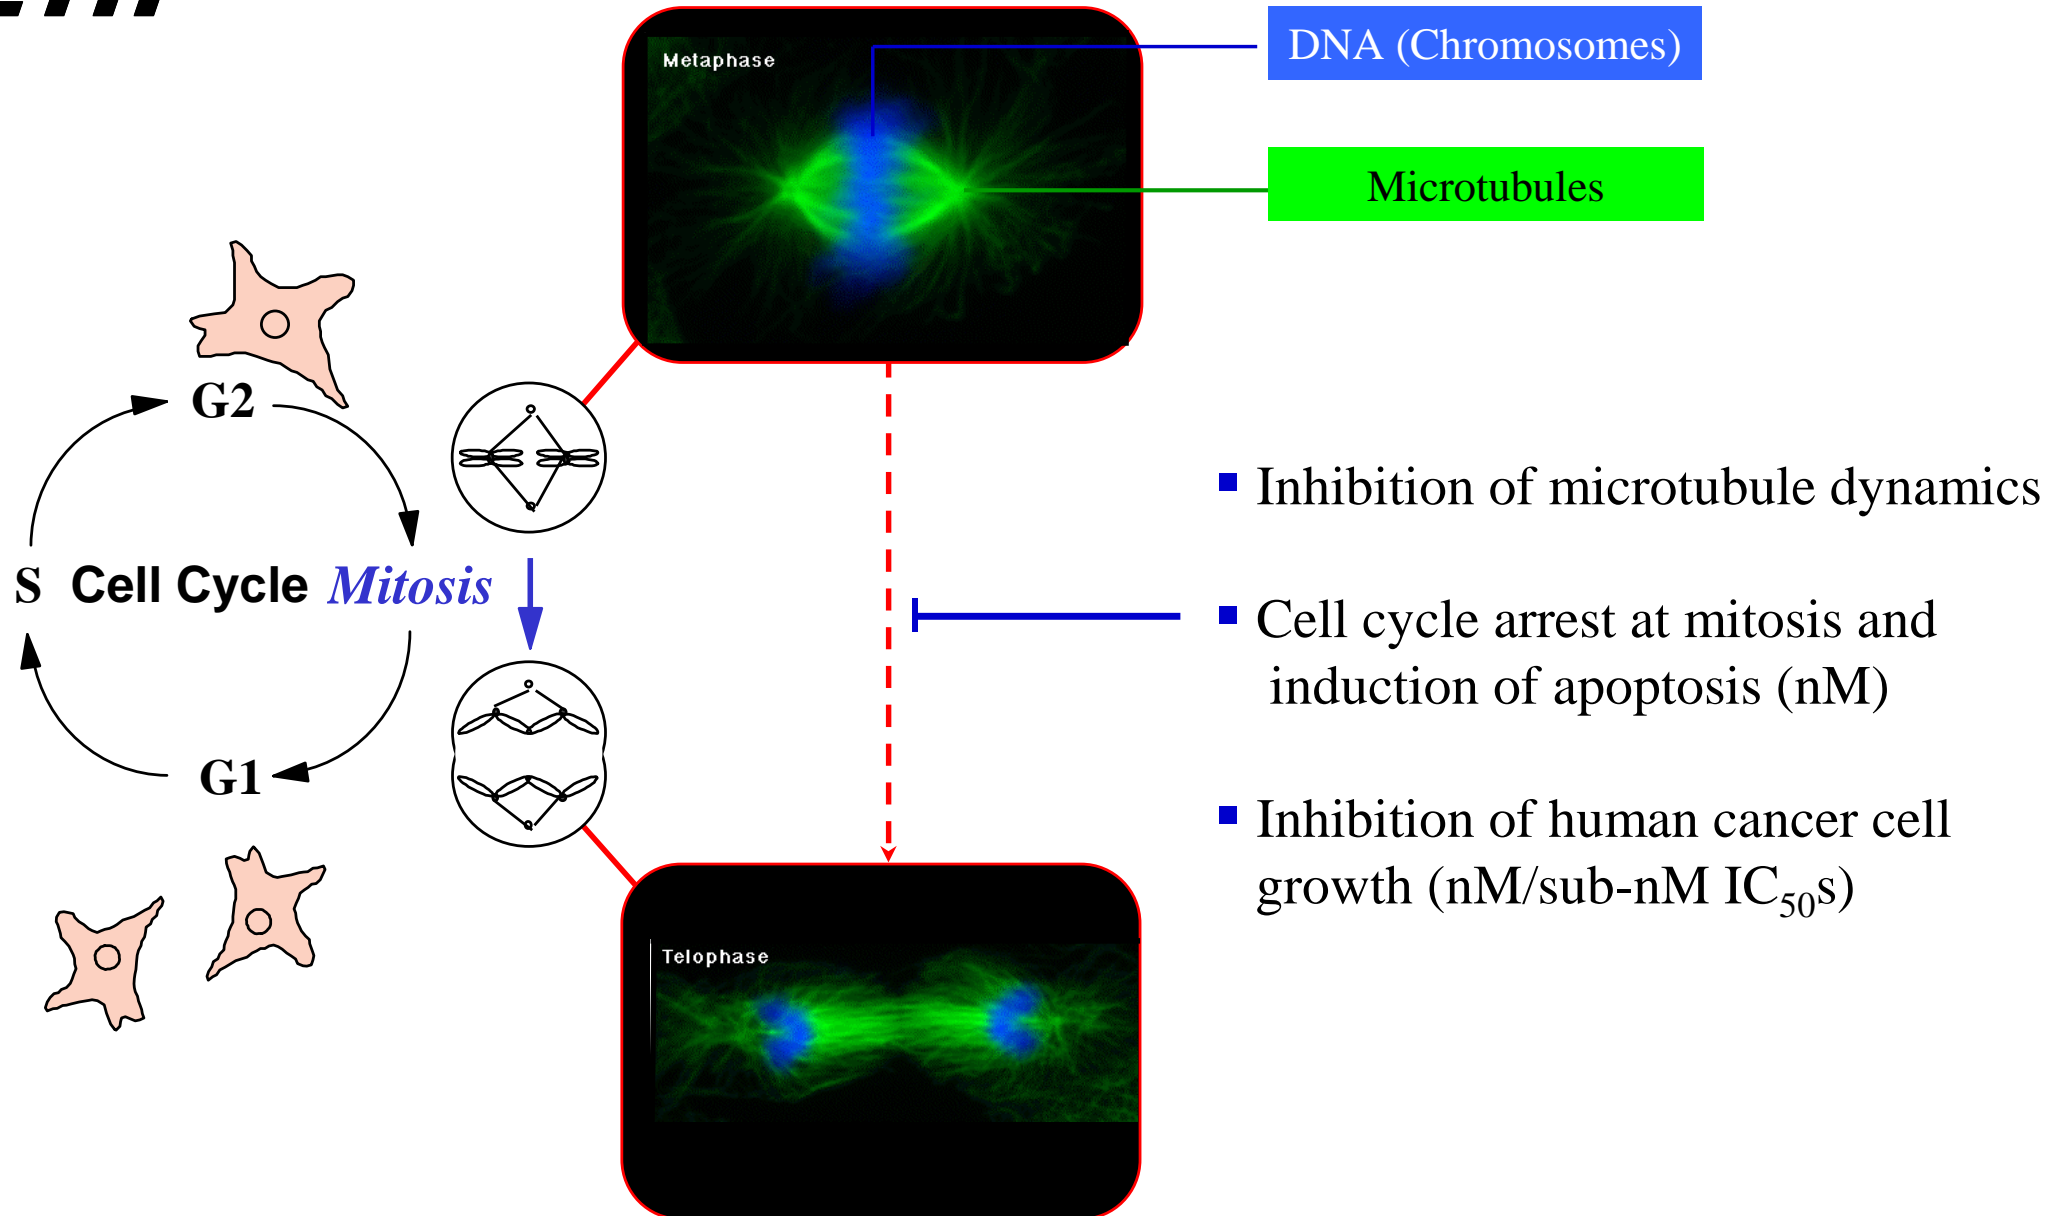 Metaphase
DNA (Chromosomes)
Microtubules
G2
S Cell Cycle Mitosis
G1
▪ Inhibition of microtubule dynamics
▪ Cell cycle arrest at mitosis and
induction of apoptosis (nM)
▪ Inhibition of human cancer cell
growth (nM/sub-nM IC₅₀s)
Telophase